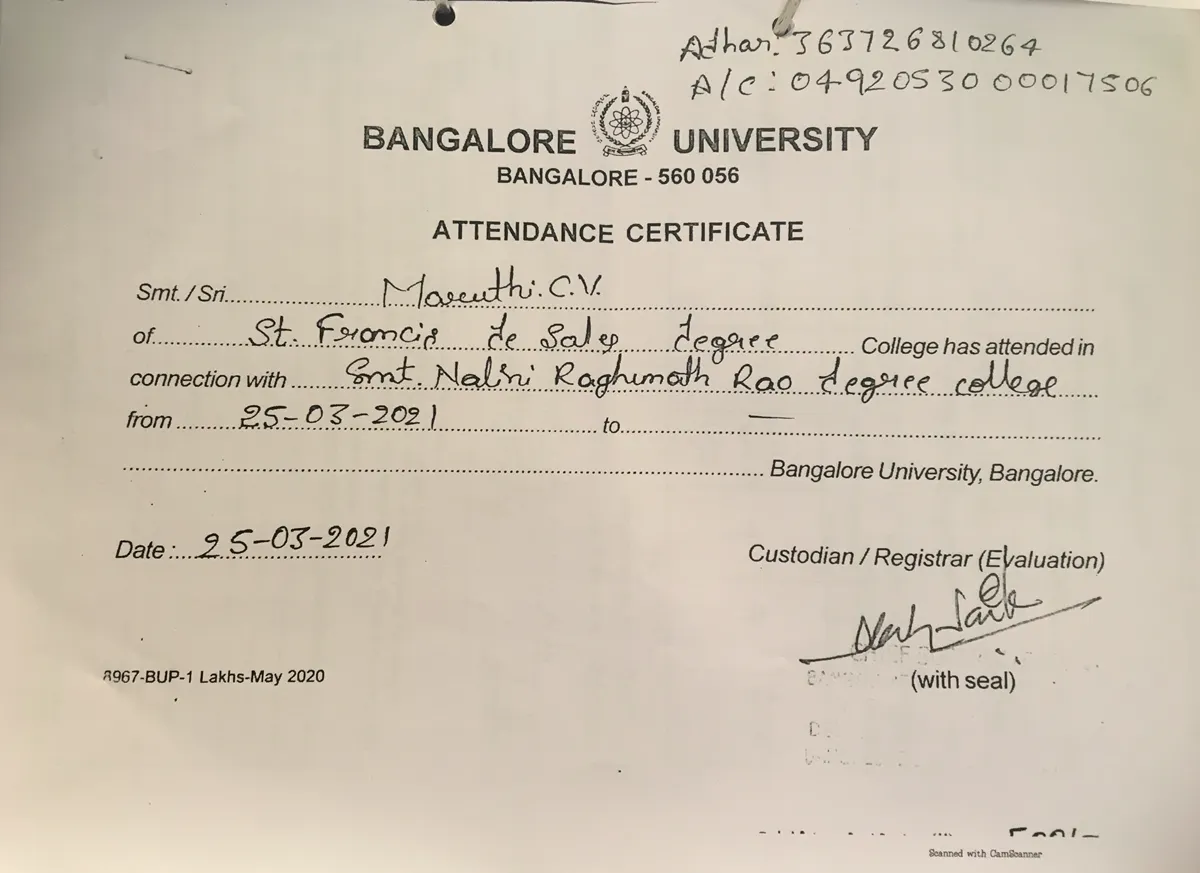 Adhar: 363726810264
A/C: 04920530 00017506
BANGALORE UNIVERSITY
BANGALORE - 560 056
ATTENDANCE CERTIFICATE
Smt. / Sri. Maruthi. C.V.
of St. Francis de Sales degree College has attended in
connection with Smt. Nalini Raghunath Rao degree college
from 25-03-2021 to —
Bangalore University, Bangalore.
Date : 25-03-2021
Custodian / Registrar (Evaluation)
8967-BUP-1 Lakhs-May 2020
(with seal)
Scanned with CamScanner